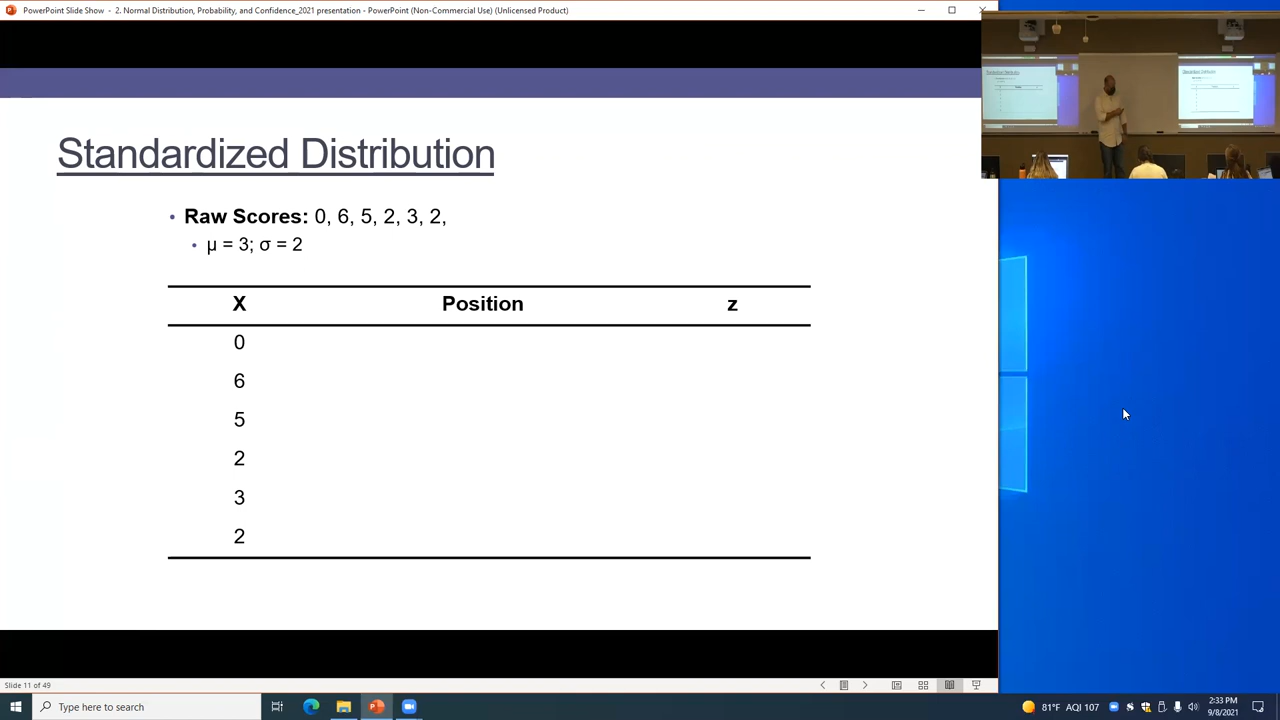 PowerPoint Slide Show - 2. Normal Distribution, Probability, and Confidence_2021 presentation - PowerPoint (Non-Commercial Use) (Unlicensed Product)
Standardized Distribution
• Raw Scores: 0, 6, 5, 2, 3, 2,
• μ = 3; σ = 2
X Position z
0
6
5
2
3
2
Slide 11 of 49
Type here to search
81°F AQI 107
2:33 PM
9/8/2021